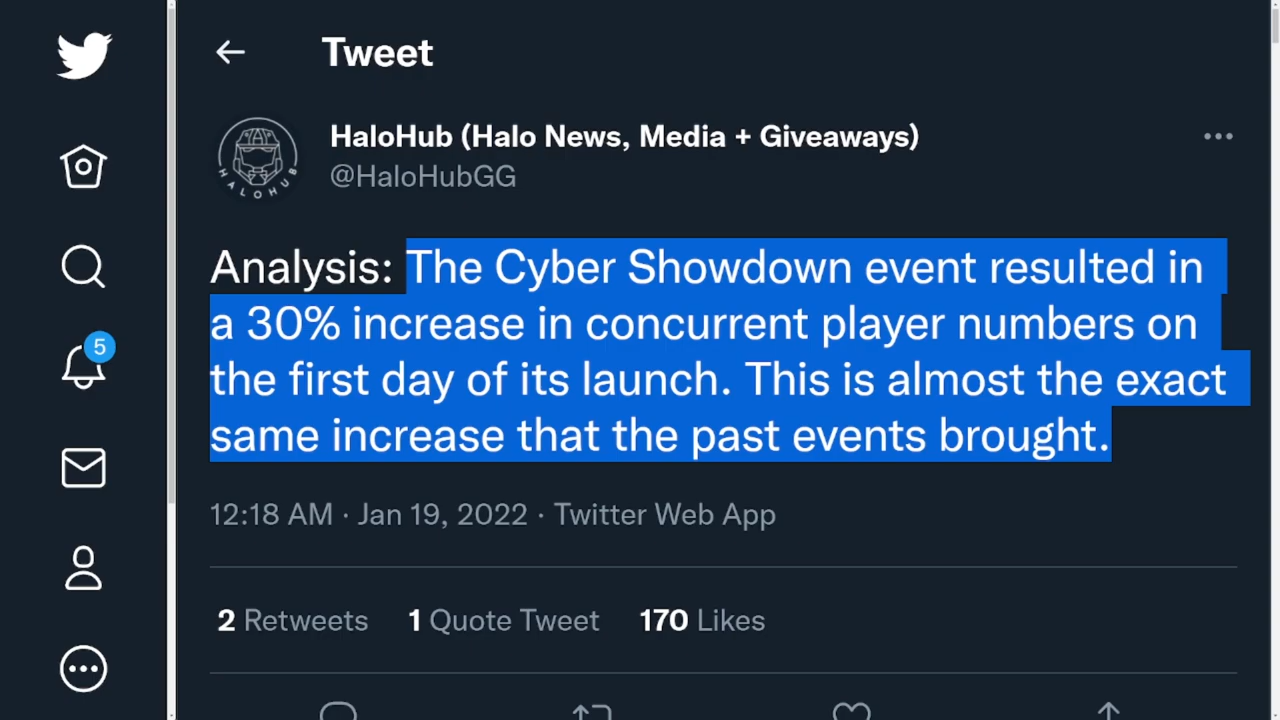 Tweet
HaloHub (Halo News, Media + Giveaways)
@HaloHubGG
HALOHUB
Analysis: The Cyber Showdown event resulted in
a 30% increase in concurrent player numbers on
the first day of its launch. This is almost the exact
same increase that the past events brought.
5
12:18 AM · Jan 19, 2022 · Twitter Web App
2 Retweets 1 Quote Tweet 170 Likes